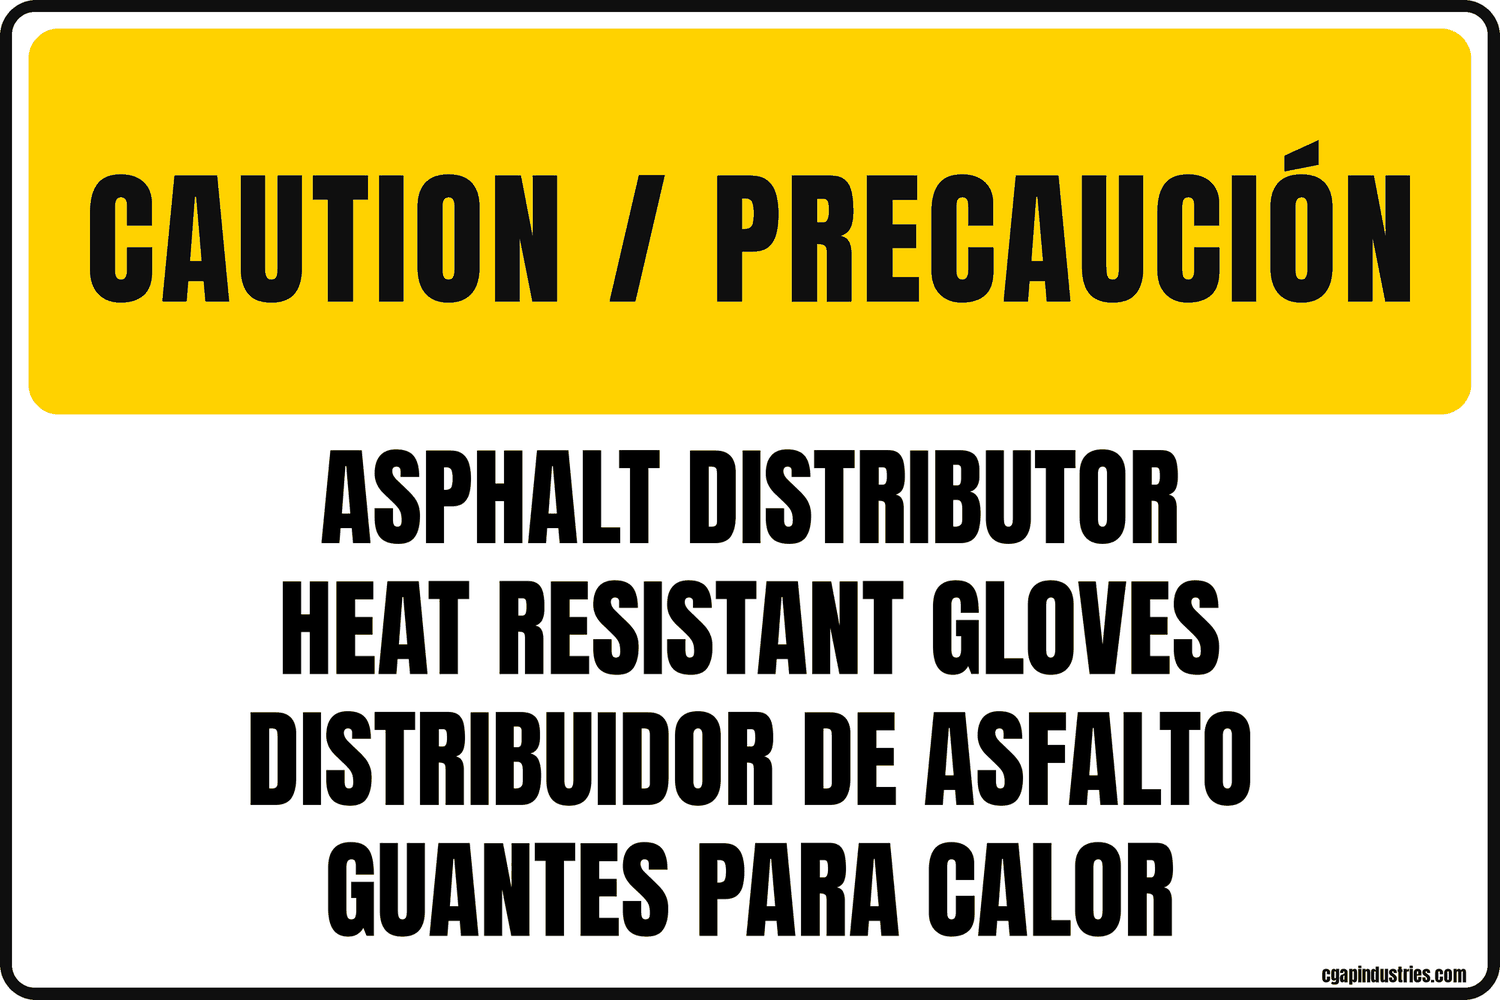 CAUTION / PRECAUCIÓN
ASPHALT DISTRIBUTOR
HEAT RESISTANT GLOVES
DISTRIBUIDOR DE ASFALTO
GUANTES PARA CALOR
cgapindustries.com